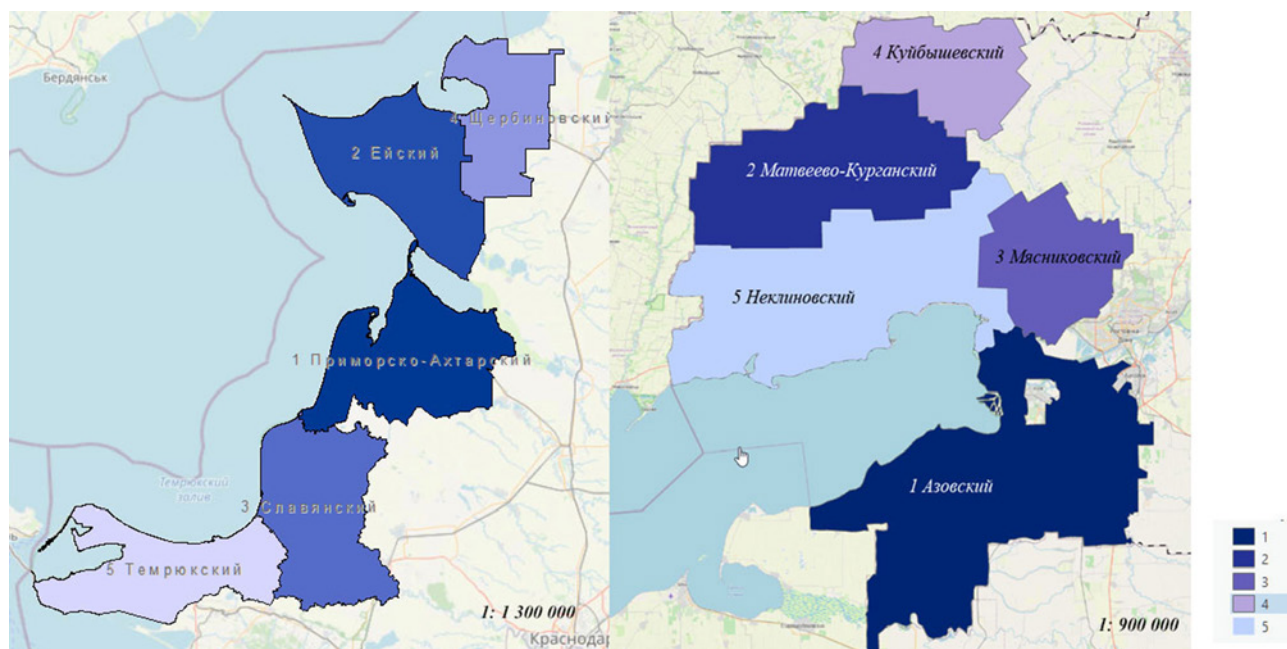 Бердянськ
4 Щербиновский
2 Ейский
1 Приморско-Ахтарский
Темрюкский
залив
3 Славянский
5 Темрюкский
1: 1 300 000
Краснодар
4 Куйбышевский
2 Матвеево-Курганский
3 Мясниковский
5 Неклиновский
1 Азовский
1: 900 000
1
2
3
4
5